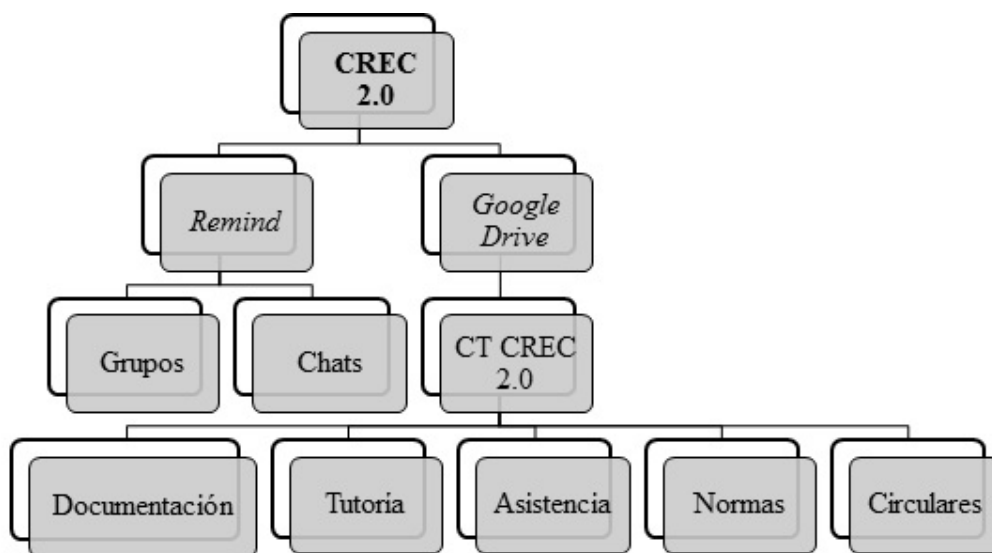 CREC
2.0
Remind
Google
Drive
Grupos
Chats
CT CREC
2.0
Documentación
Tutoría
Asistencia
Normas
Circulares